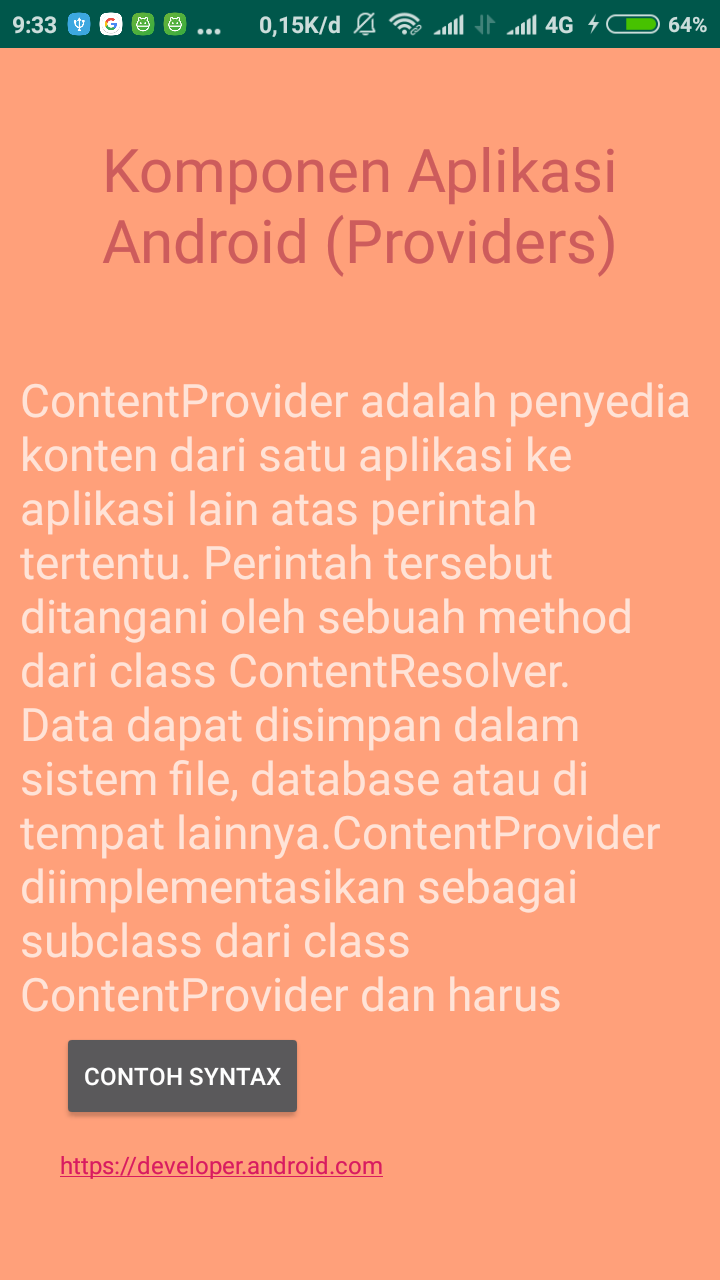 9:33 ... 0,15K/d 4G 64%
Komponen Aplikasi
Android (Providers)
ContentProvider adalah penyedia
konten dari satu aplikasi ke
aplikasi lain atas perintah
tertentu. Perintah tersebut
ditangani oleh sebuah method
dari class ContentResolver.
Data dapat disimpan dalam
sistem file, database atau di
tempat lainnya.ContentProvider
diimplementasikan sebagai
subclass dari class
ContentProvider dan harus
CONTOH SYNTAX
https://developer.android.com